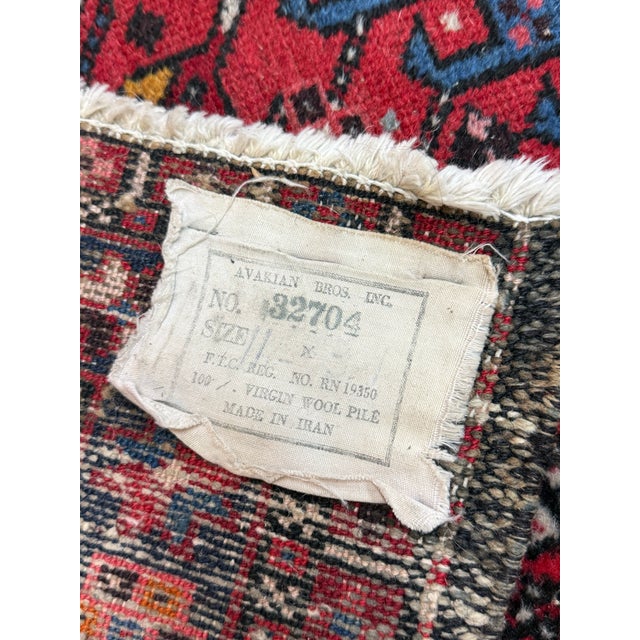 AVAKIAN BROS. INC.
NO. 32704
SIZE X
F.T.C. REG. NO. RN 19350
100 /. VIRGIN WOOL PILE
MADE IN IRAN